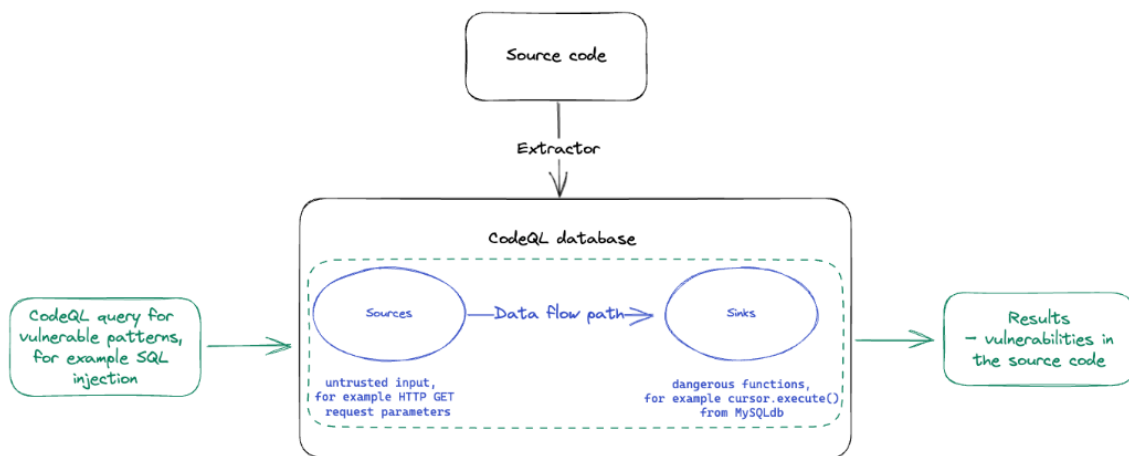 Source code
Extractor
CodeQL database
CodeQL query for
vulnerable patterns,
for example SQL
injection
Sources
Data flow path
Sinks
untrusted input,
for example HTTP GET
request parameters
dangerous functions,
for example cursor.execute()
from MySQLdb
Results
– vulnerabilities in
the source code